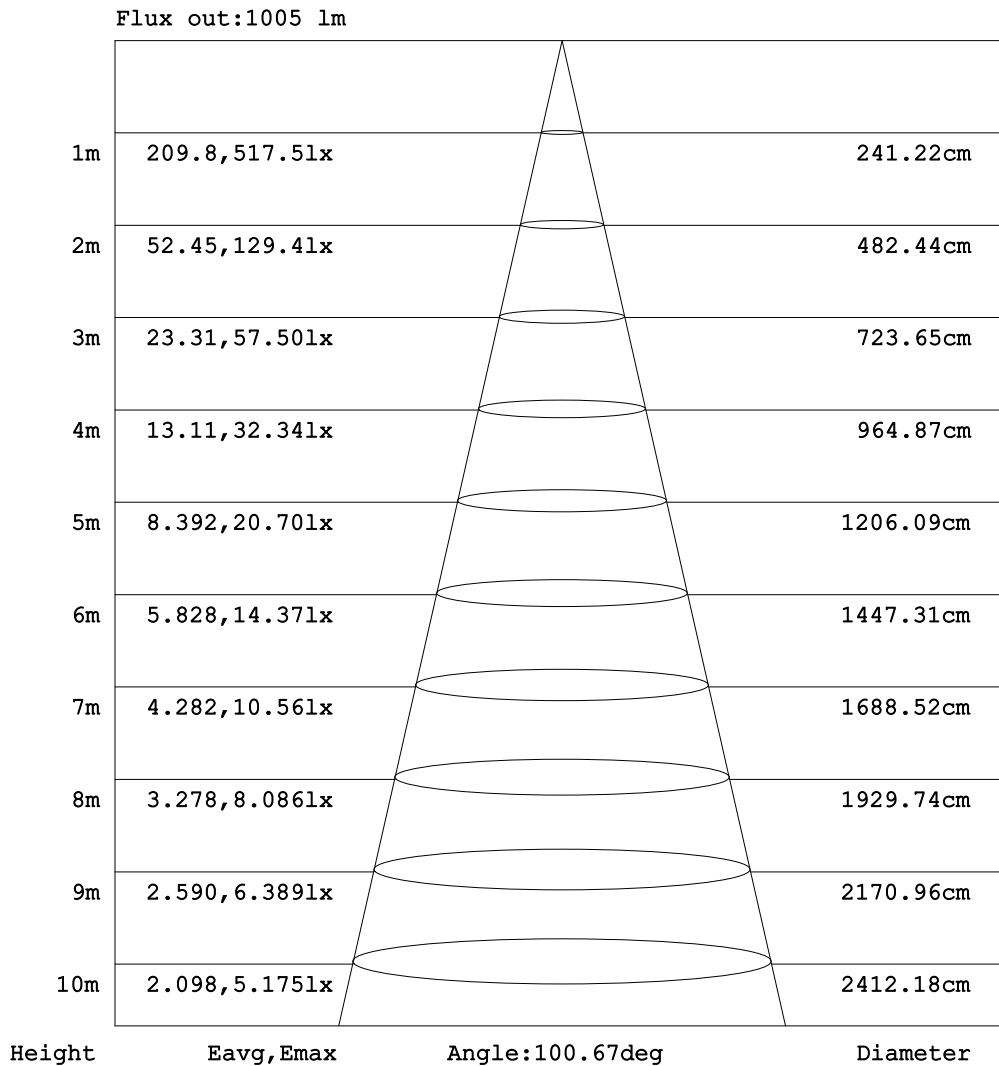 Flux out:1005 lm
1m 209.8,517.5lx 241.22cm
2m 52.45,129.4lx 482.44cm
3m 23.31,57.50lx 723.65cm
4m 13.11,32.34lx 964.87cm
5m 8.392,20.70lx 1206.09cm
6m 5.828,14.37lx 1447.31cm
7m 4.282,10.56lx 1688.52cm
8m 3.278,8.086lx 1929.74cm
9m 2.590,6.389lx 2170.96cm
10m 2.098,5.175lx 2412.18cm
Height Eavg,Emax Angle:100.67deg Diameter